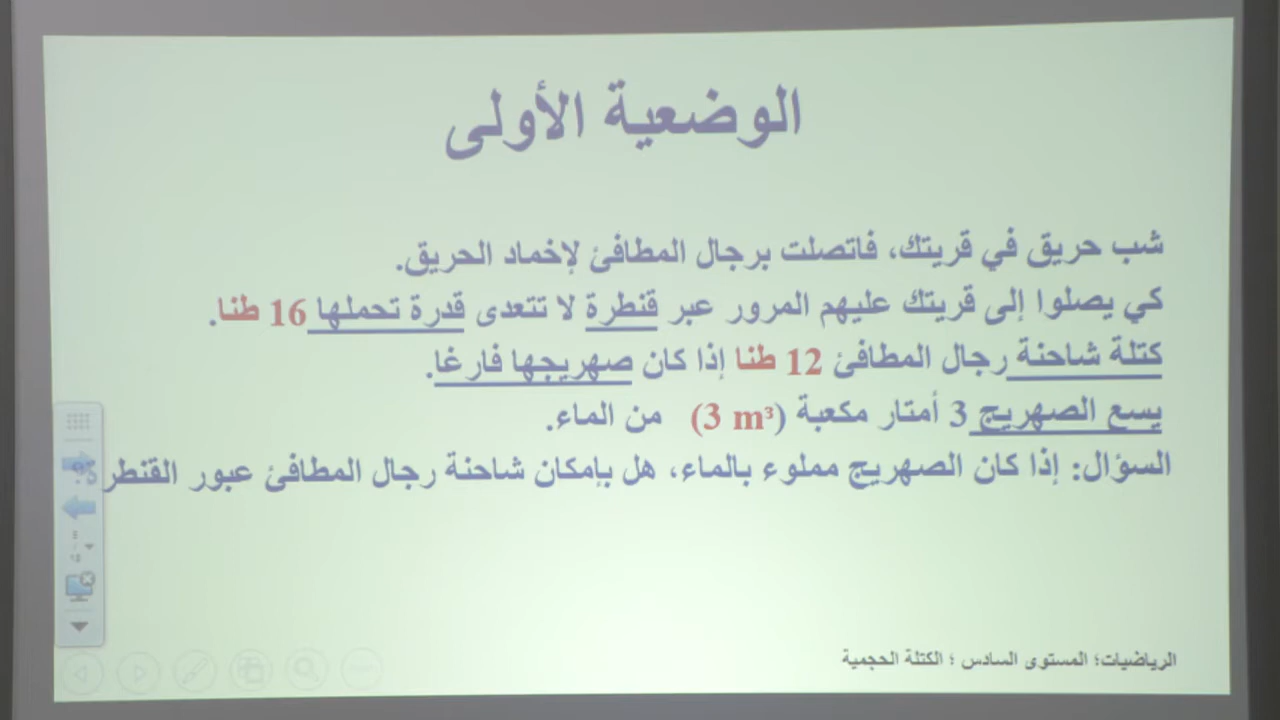 الوضعية الأولى
شب حريق في قريتك، فاتصلت برجال المطافئ لإخماد الحريق.
كي يصلوا إلى قريتك عليهم المرور عبر قنطرة لا تتعدى قدرة تحملها 16 طنا.
كتلة شاحنة رجال المطافئ 12 طنا إذا كان صهريجها فارغا.
يسع الصهريج 3 أمتار مكعبة (3 m³) من الماء.
السؤال: إذا كان الصهريج مملوء بالماء، هل بإمكان شاحنة رجال المطافئ عبور القنطرة؟
الرياضيات؛ المستوى السادس ؛ الكتلة الحجمية